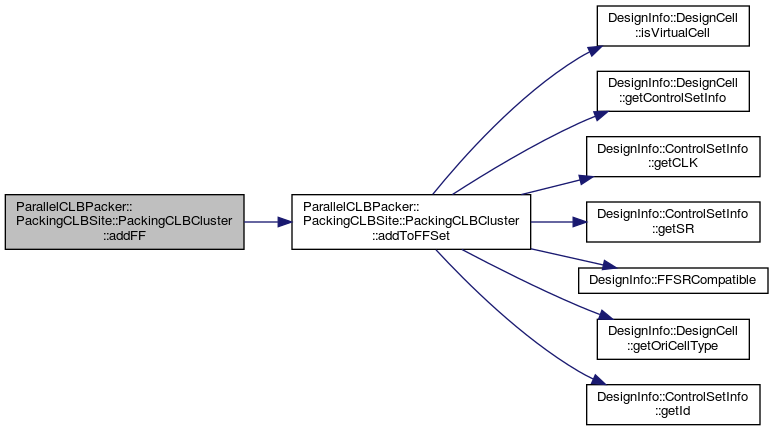 ParallelCLBPacker::
PackingCLBSite::PackingCLBCluster
::addFF
ParallelCLBPacker::
PackingCLBSite::PackingCLBCluster
::addToFFSet
DesignInfo::DesignCell
::isVirtualCell
DesignInfo::DesignCell
::getControlSetInfo
DesignInfo::ControlSetInfo
::getCLK
DesignInfo::ControlSetInfo
::getSR
DesignInfo::FFSRCompatible
DesignInfo::DesignCell
::getOriCellType
DesignInfo::ControlSetInfo
::getId